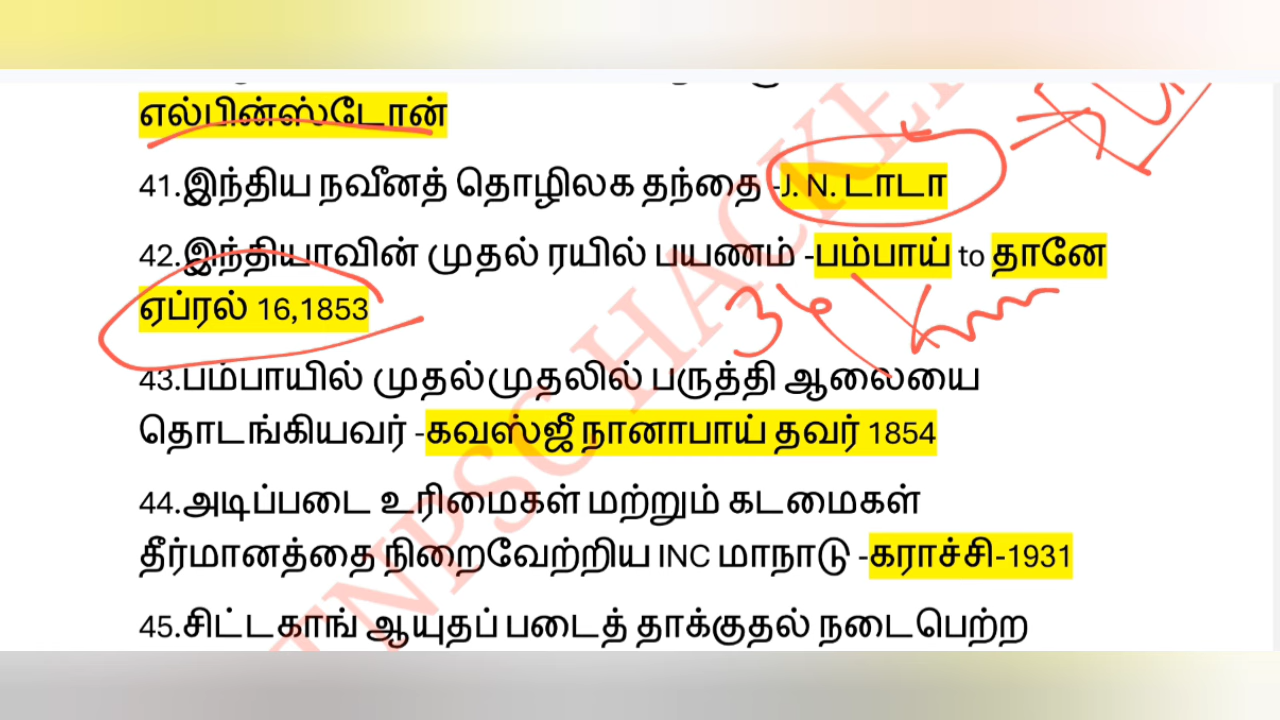 எல்பின்ஸ்டோன்
41.இந்திய நவீனத் தொழிலக தந்தை -J. N. டாடா
42.இந்தியாவின் முதல் ரயில் பயணம் -பம்பாய் to தானே
ஏப்ரல் 16,1853
34 Km
43.பம்பாயில் முதல்முதலில் பருத்தி ஆலையை
தொடங்கியவர் -கவஸ்ஜீ நானாபாய் தவர் 1854
44.அடிப்படை உரிமைகள் மற்றும் கடமைகள்
தீர்மானத்தை நிறைவேற்றிய INC மாநாடு -கராச்சி-1931
45.சிட்டகாங் ஆயுதப் படைத் தாக்குதல் நடைபெற்ற